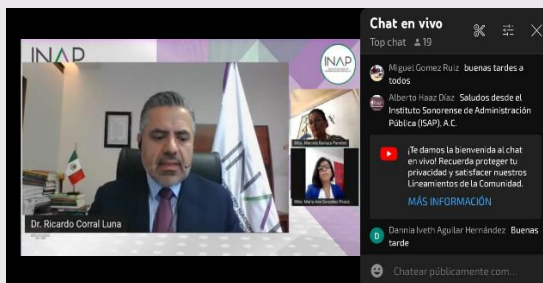 INAP
INAP
Dr. Ricardo Corral Luna
Chat en vivo
Top chat 19
Miguel Gomez Ruiz buenas tardes a
todos
Alberto Haaz Díaz Saludos desde el
Instituto Sonorense de Administración
Pública (ISAP), A.C.
¡Te damos la bienvenida al chat
en vivo! Recuerda proteger tu
privacidad y satisfacer nuestros
Lineamientos de la Comunidad.
MÁS INFORMACIÓN
D
Dannia Iveth Aguilar Hernández Buenas
tarde
Chatear públicamente com...